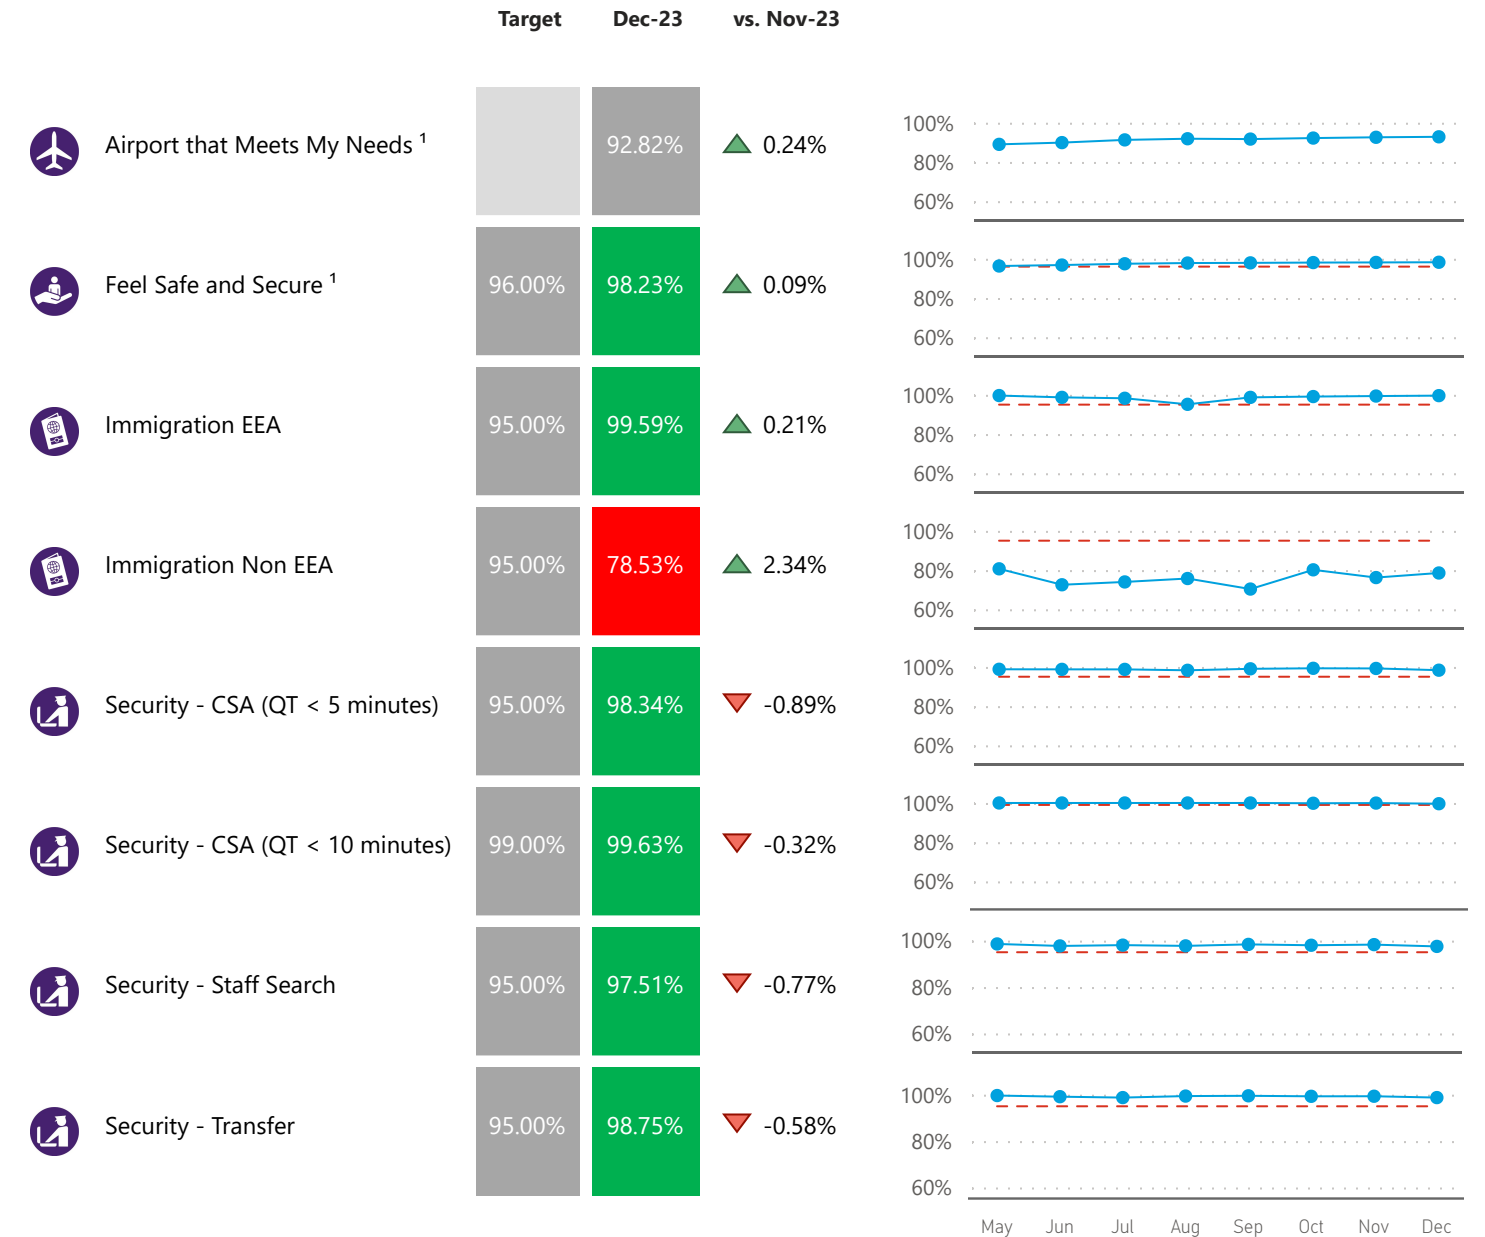 Target Dec-23 vs. Nov-23
Airport that Meets My Needs ¹ 92.82% 0.24%
100%
80%
60%
Feel Safe and Secure ¹ 96.00% 98.23% 0.09%
100%
80%
60%
Immigration EEA 95.00% 99.59% 0.21%
100%
80%
60%
Immigration Non EEA 95.00% 78.53% 2.34%
100%
80%
60%
Security - CSA (QT < 5 minutes) 95.00% 98.34% -0.89%
100%
80%
60%
Security - CSA (QT < 10 minutes) 99.00% 99.63% -0.32%
100%
80%
60%
Security - Staff Search 95.00% 97.51% -0.77%
100%
80%
60%
Security - Transfer 95.00% 98.75% -0.58%
100%
80%
60%
May Jun Jul Aug Sep Oct Nov Dec